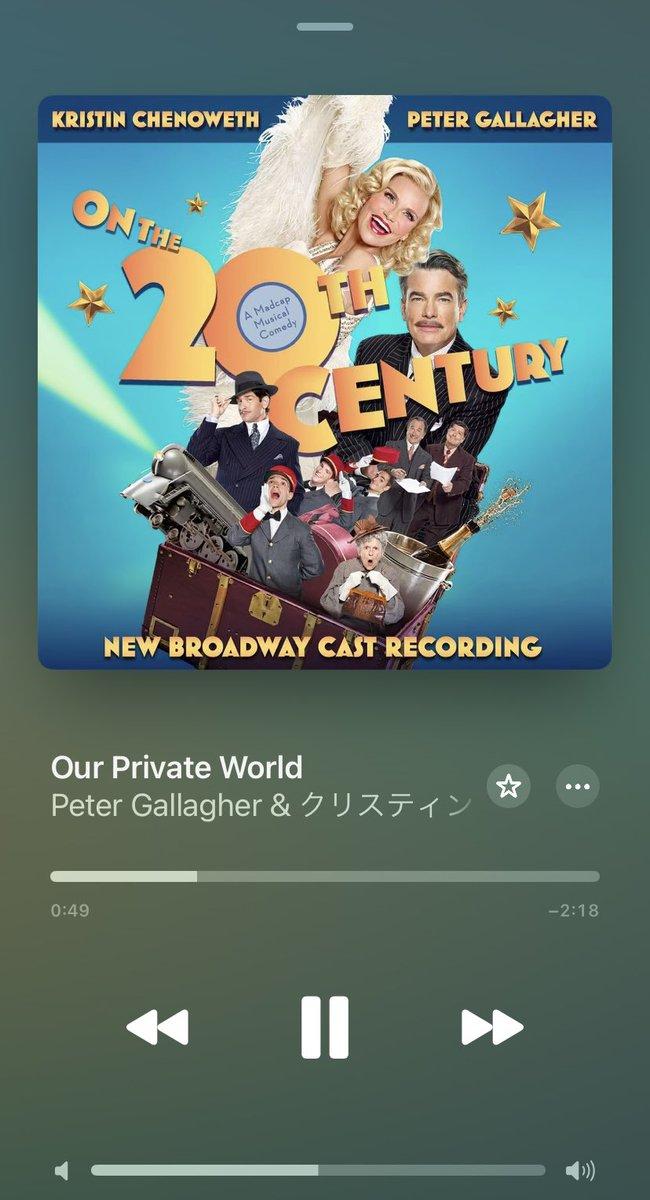 KRISTIN CHENOWETH
PETER GALLAGHER
ON THE
20TH
A Madcap
Musical
Comedy
CENTURY
NEW BROADWAY CAST RECORDING
Our Private World
Peter Gallagher & クリスティン
0:49
−2:18